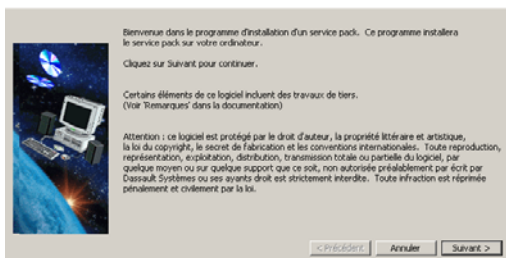 Bienvenue dans le programme d'installation d'un service pack. Ce programme installera
le service pack sur votre ordinateur.
Cliquez sur Suivant pour continuer.
Certains éléments de ce logiciel incluent des travaux de tiers.
(Voir 'Remarques' dans la documentation)
Attention : ce logiciel est protégé par le droit d'auteur, la propriété littéraire et artistique,
la loi du copyright, le secret de fabrication et les conventions internationales. Toute reproduction,
représentation, exploitation, distribution, transmission totale ou partielle du logiciel, par
quelque moyen ou sur quelque support que ce soit, non autorisée préalablement par écrit par
Dassault Systèmes ou ses ayants droit est strictement interdite. Toute infraction est réprimée
pénalement et civilement par la loi.
< Précédent Annuler Suivant >